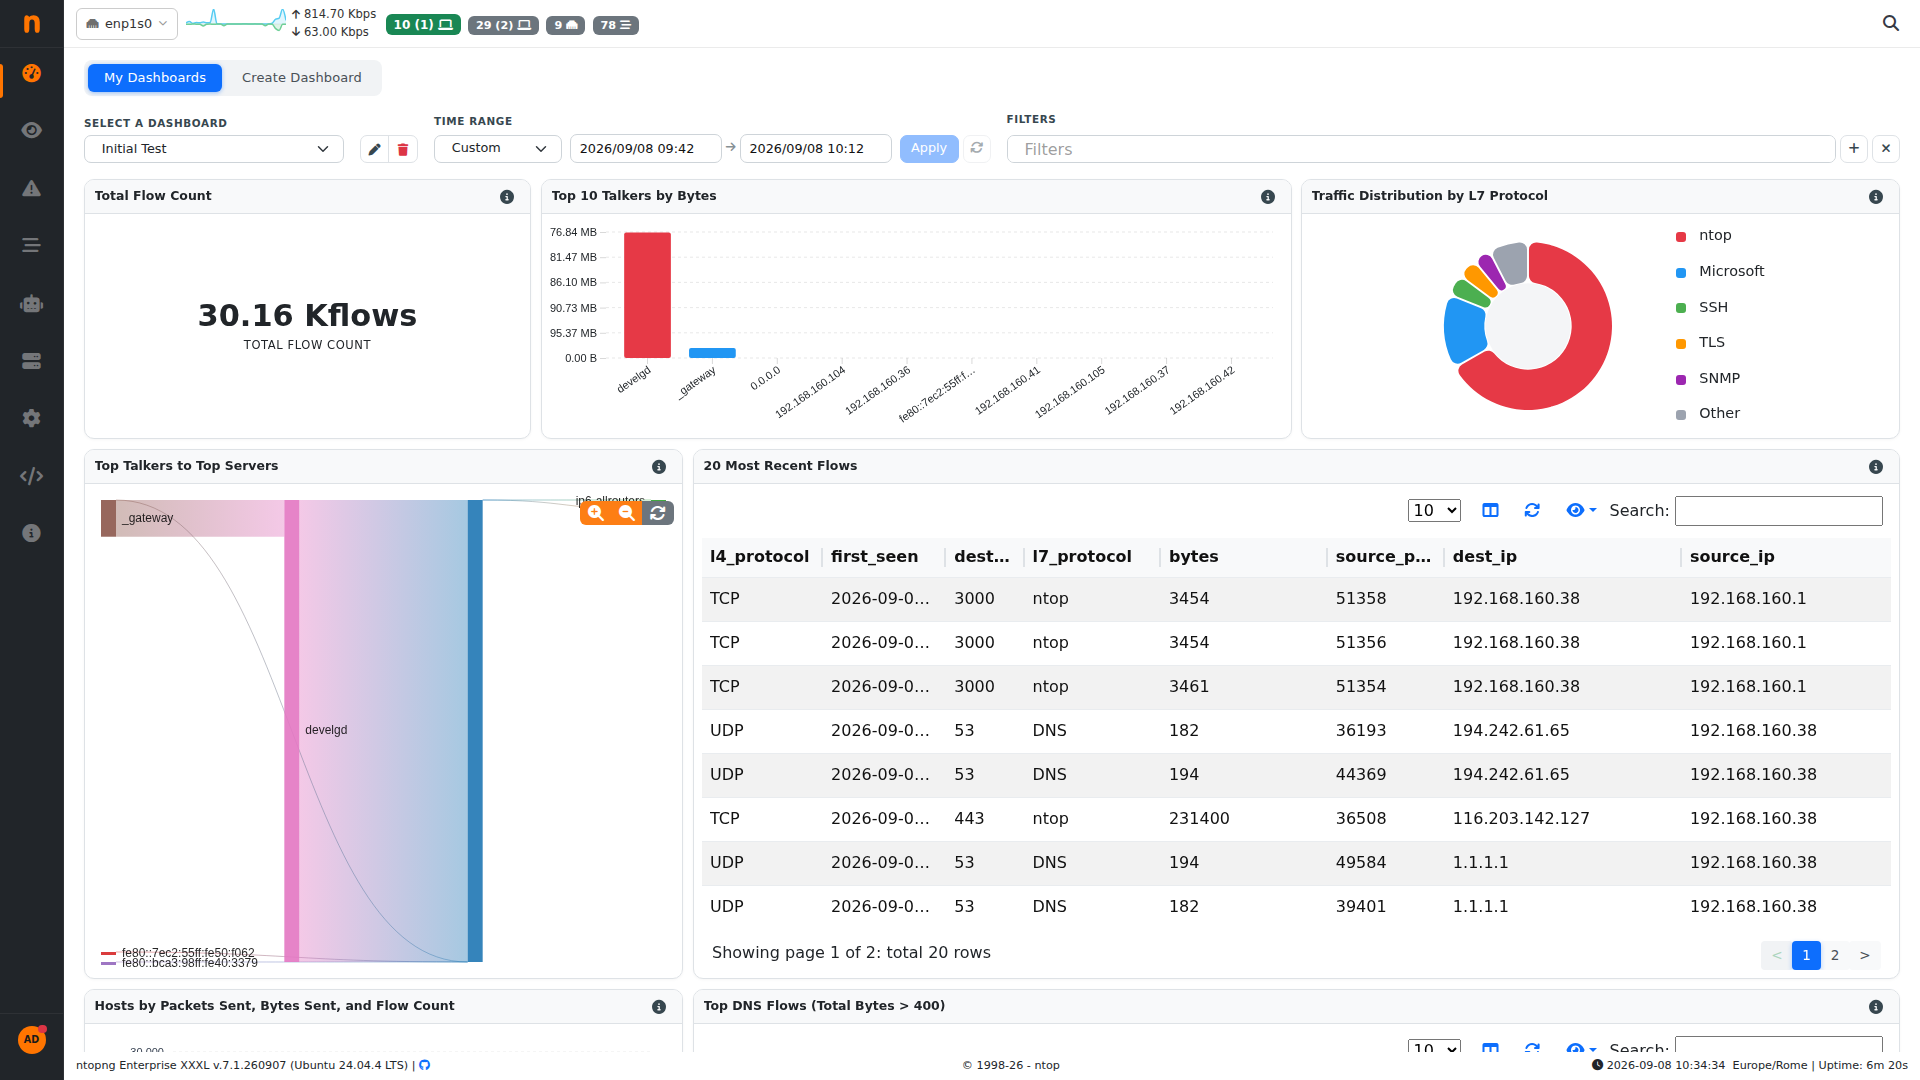 n
enp1s0
814.70 Kbps
63.00 Kbps
10 (1)
29 (2)
9
78
My Dashboards
Create Dashboard
SELECT A DASHBOARD
TIME RANGE
FILTERS
Initial Test
Custom
2026/09/08 09:42
2026/09/08 10:12
Apply
Filters
+
×
Total Flow Count
30.16 Kflows
TOTAL FLOW COUNT
Top 10 Talkers by Bytes
76.84 MB
81.47 MB
86.10 MB
90.73 MB
95.37 MB
0.00 B
develgd
_gateway
0.0.0.0
192.168.160.104
192.168.160.36
fe80::7ec2:55ff:f…
192.168.160.41
192.168.160.105
192.168.160.37
192.168.160.42
Traffic Distribution by L7 Protocol
ntop
Microsoft
SSH
TLS
SNMP
Other
Top Talkers to Top Servers
_gateway
ip6-allrouters
develgd
fe80::7ec2:55ff:fe50:f062
fe80::bca3:98ff:fe40:3379
20 Most Recent Flows
10
Search:
l4_protocol first_seen dest… l7_protocol bytes source_p… dest_ip source_ip
TCP 2026-09-0… 3000 ntop 3454 51358 192.168.160.38 192.168.160.1
TCP 2026-09-0… 3000 ntop 3454 51356 192.168.160.38 192.168.160.1
TCP 2026-09-0… 3000 ntop 3461 51354 192.168.160.38 192.168.160.1
UDP 2026-09-0… 53 DNS 182 36193 194.242.61.65 192.168.160.38
UDP 2026-09-0… 53 DNS 194 44369 194.242.61.65 192.168.160.38
TCP 2026-09-0… 443 ntop 231400 36508 116.203.142.127 192.168.160.38
UDP 2026-09-0… 53 DNS 194 49584 1.1.1.1 192.168.160.38
UDP 2026-09-0… 53 DNS 182 39401 1.1.1.1 192.168.160.38
Showing page 1 of 2: total 20 rows
< 1 2 >
Hosts by Packets Sent, Bytes Sent, and Flow Count
30,000
Top DNS Flows (Total Bytes > 400)
10
Search:
AD
ntopng Enterprise XXXL v.7.1.260907 (Ubuntu 24.04.4 LTS) |
© 1998-26 - ntop
2026-09-08 10:34:34 Europe/Rome | Uptime: 6m 20s